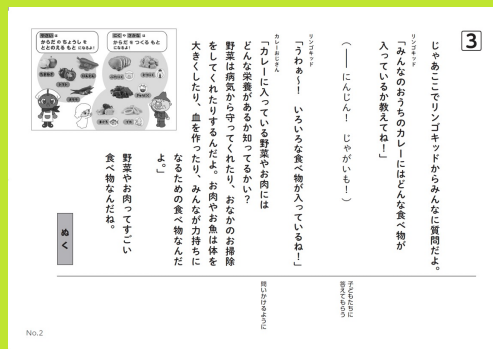 3
じゃあここでリンゴキッドからみんなに質問だよ。
リンゴキッド
「みんなのおうちのカレーにはどんな食べ物が
入っているか教えてね!」
(―― にんじん! じゃがいも!)
子どもたちに
答えてもらう
リンゴキッド
「うわぁ~! いろいろな食べ物が入っているね!」
カレーおじさん
「カレーに入っている野菜やお肉には
どんな栄養があるか知ってるかい?
問いかけるように
野菜は病気から守ってくれたり、おなかのお掃除
をしてくれたりするんだよ。お肉やお魚は体を
大きくしたり、血を作ったり、みんなが力持ちに
なるための食べ物なんだ
よ。」
野菜やお肉ってすごい
食べ物なんだね。
ぬく
からだ の ちょうし を
ととのえる もと になるよ!
からだ を つくる もと
になるよ!
No.2